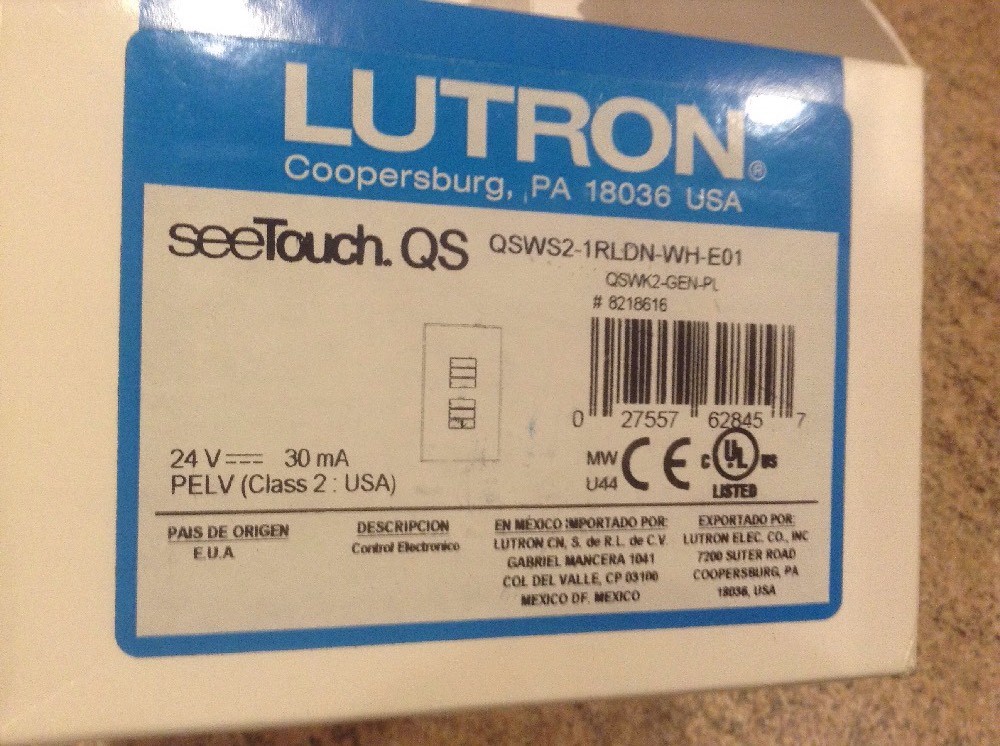 LUTRON®
Coopersburg, PA 18036 USA
seeTouch. QS QSWS2-1RLDN-WH-E01
QSWK2-GEN-PL
# 8218616
0 27557 62845 7
24 V 30 mA
PELV (Class 2 : USA)
MW
U44
CE
C UL US
LISTED
PAIS DE ORIGEN
E.U.A
DESCRIPCION
Control Electronico
EN MEXICO IMPORTADO POR:
LUTRON CN, S. de R.L. de C.V
GABRIEL MANCERA 1041
COL DEL VALLE, CP 03100
MEXICO DF. MEXICO
EXPORTADO POR:
LUTRON ELEC. CO., INC
7200 SUTER ROAD
COOPERSBURG, PA
18036, USA